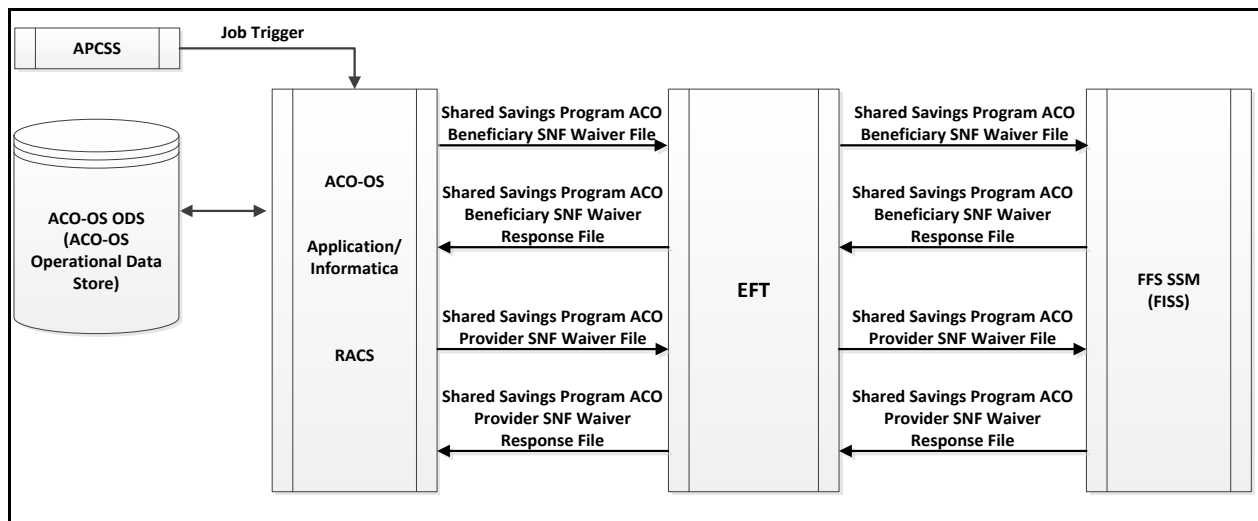 APCSS
Job Trigger
ACO-OS ODS
(ACO-OS
Operational Data
Store)
ACO-OS
Application/
Informatica
RACS
Shared Savings Program ACO
Beneficiary SNF Waiver File
Shared Savings Program ACO
Beneficiary SNF Waiver
Response File
Shared Savings Program ACO
Provider SNF Waiver File
Shared Savings Program ACO
Provider SNF Waiver
Response File
EFT
Shared Savings Program ACO
Beneficiary SNF Waiver File
Shared Savings Program ACO
Beneficiary SNF Waiver
Response File
Shared Savings Program ACO
Provider SNF Waiver File
Shared Savings Program ACO
Provider SNF Waiver
Response File
FFS SSM
(FISS)